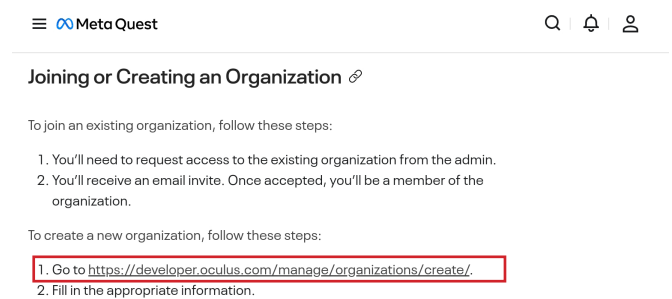 Meta Quest
Joining or Creating an Organization
To join an existing organization, follow these steps:
1. You’ll need to request access to the existing organization from the admin.
2. You’ll receive an email invite. Once accepted, you’ll be a member of the
organization.
To create a new organization, follow these steps:
1. Go to https://developer.oculus.com/manage/organizations/create/.
2. Fill in the appropriate information.